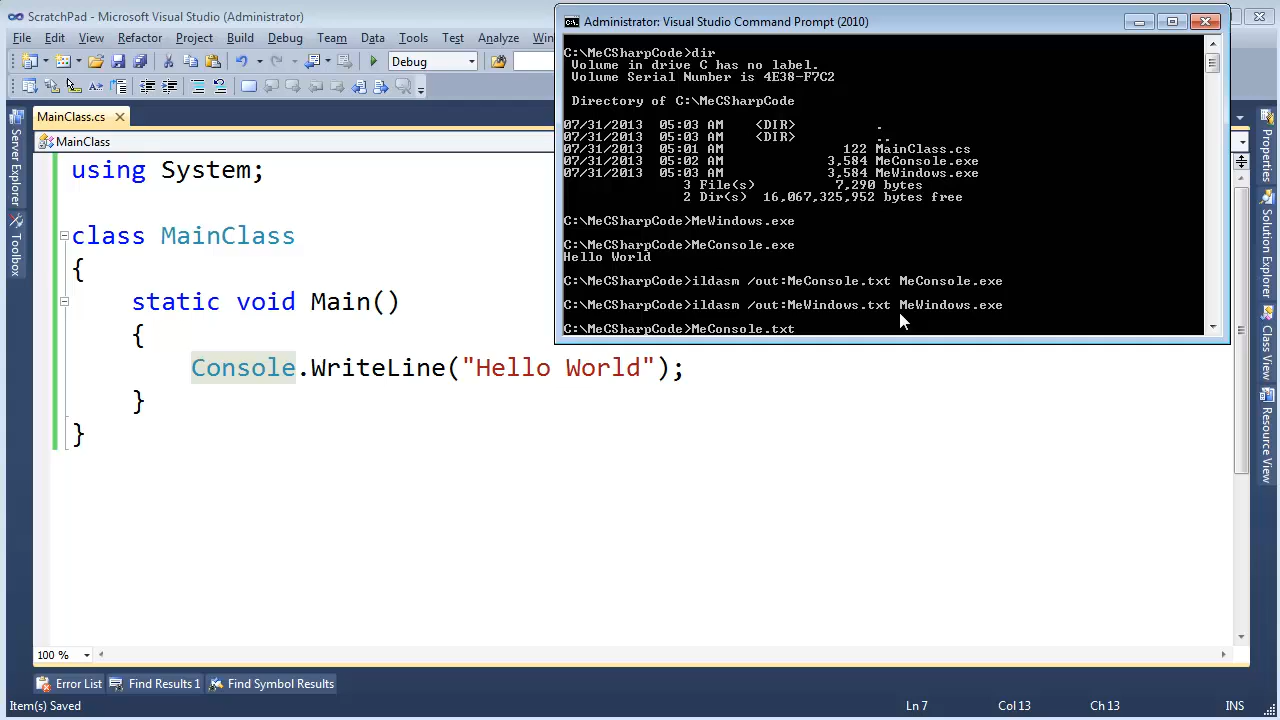 ScratchPad - Microsoft Visual Studio (Administrator)
File Edit View Refactor Project Build Debug Team Data Tools Test Analyze Win
Debug
MainClass.cs
MainClass
using System;
class MainClass
{
static void Main()
{
Console.WriteLine("Hello World");
}
}
100 %
Error List Find Results 1 Find Symbol Results
Item(s) Saved Ln 7 Col 13 Ch 13 INS
Server Explorer
Toolbox
Properties
Solution Explorer
Class View
Resource View
Administrator: Visual Studio Command Prompt (2010)
C:\MeCSharpCode>dir
Volume in drive C has no label.
Volume Serial Number is 4E38-F7C2
Directory of C:\MeCSharpCode
07/31/2013 05:03 AM <DIR> .
07/31/2013 05:03 AM <DIR> ..
07/31/2013 05:01 AM 122 MainClass.cs
07/31/2013 05:02 AM 3,584 MeConsole.exe
07/31/2013 05:03 AM 3,584 MeWindows.exe
3 File(s) 7,290 bytes
2 Dir(s) 16,067,325,952 bytes free
C:\MeCSharpCode>MeWindows.exe
C:\MeCSharpCode>MeConsole.exe
Hello World
C:\MeCSharpCode>ildasm /out:MeConsole.txt MeConsole.exe
C:\MeCSharpCode>ildasm /out:MeWindows.txt MeWindows.exe
C:\MeCSharpCode>MeConsole.txt